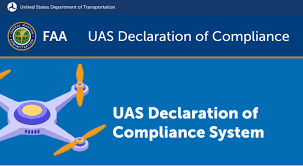 United States Department of Transportation
FAA UAS Declaration of Compliance
UAS Declaration of
Compliance System